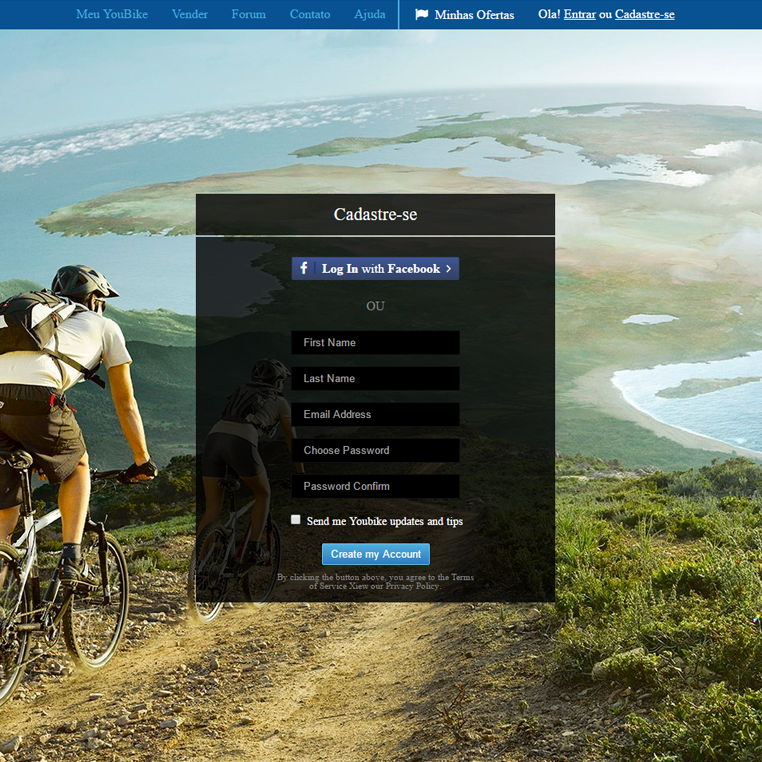 Meu YouBike Vender Forum Contato Ajuda Minhas Ofertas Ola! Entrar ou Cadastre-se
Cadastre-se
f Log In with Facebook >
OU
First Name
Last Name
Email Address
Choose Password
Password Confirm
Send me Youbike updates and tips
Create my Account
By clicking the button above, you agree to the Terms
of Service Xiew our Privacy Policy.